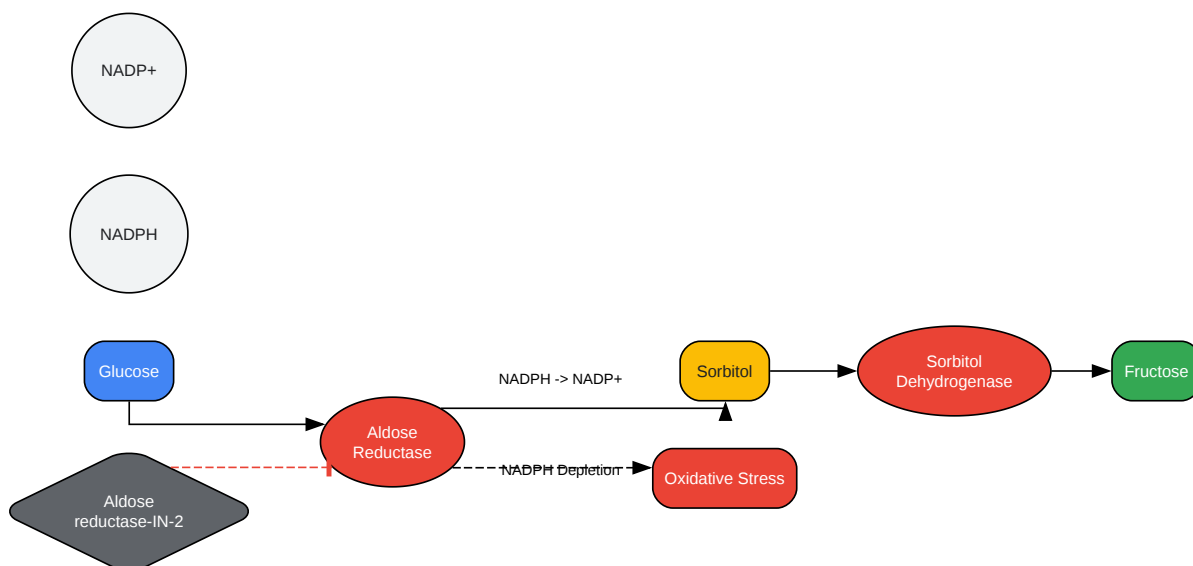 NADP+
NADPH
Glucose
NADPH -> NADP+
Sorbitol
Sorbitol
Dehydrogenase
Fructose
Aldose
Reductase
NADPH Depletion
Oxidative Stress
Aldose
reductase-IN-2